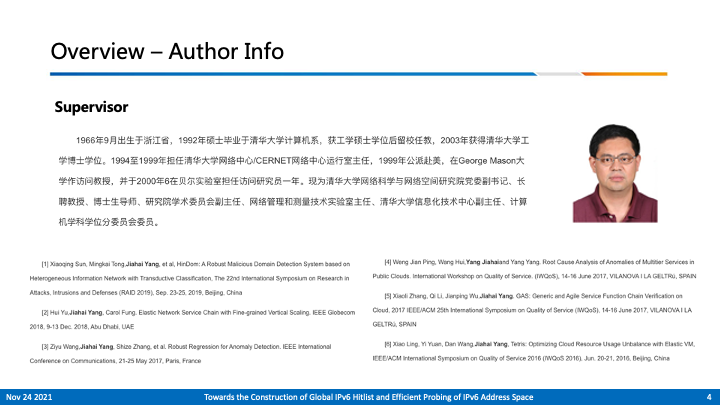 Overview – Author Info
Supervisor
1966年9月出生于浙江省，1992年硕士毕业于清华大学计算机系，获工学硕士学位后留校任教，2003年获得清华大学工
学博士学位。1994至1999年担任清华大学网络中心/CERNET网络中心运行室主任，1999年公派赴美，在George Mason大
学作访问教授，并于2000年6在贝尔实验室担任访问研究员一年。现为清华大学网络科学与网络空间研究院党委副书记、长
聘教授、博士生导师、研究院学术委员会副主任、网络管理和测量技术实验室主任、清华大学信息化技术中心副主任、计算
机学科学位分委员会委员。
[1] Xiaoqing Sun, Mingkai Tong,Jiahai Yang, et al, HinDom: A Robust Malicious Domain Detection System based on
Heterogeneous Information Network with Transductive Classification, The 22nd International Symposium on Research in
Attacks, Intrusions and Defenses (RAID 2019), Sep. 23-25, 2019, Beijing, China
[2] Hui Yu,Jiahai Yang, Carol Fung. Elastic Network Service Chain with Fine-grained Vertical Scaling. IEEE Globecom
2018, 9-13 Dec. 2018, Abu Dhabi, UAE
[3] Ziyu Wang,Jiahai Yang, Shize Zhang, et al. Robust Regression for Anomaly Detection. IEEE International
Conference on Communications, 21-25 May 2017, Paris, France
[4] Weng Jian Ping, Wang Hui,Yang Jiahaiand Yang Yang. Root Cause Analysis of Anomalies of Multitier Services in
Public Clouds. International Workshop on Quality of Service. (IWQoS), 14-16 June 2017, VILANOVA I LA GELTRú, SPAIN
[5] Xiaoli Zhang, Qi Li, Jianping Wu,Jiahai Yang. GAS: Generic and Agile Service Function Chain Verification on
Cloud, 2017 IEEE/ACM 25th International Symposium on Quality of Service (IWQoS). 14-16 June 2017, VILANOVA I LA
GELTRú, SPAIN
[6] Xiao Ling, Yi Yuan, Dan Wang,Jiahai Yang, Tetris: Optimizing Cloud Resource Usage Unbalance with Elastic VM,
IEEE/ACM International Symposium on Quality of Service 2016 (IWQoS 2016), Jun. 20-21, 2016, Beijing, China
Nov 24 2021
Towards the Construction of Global IPv6 Hitlist and Efficient Probing of IPv6 Address Space
4